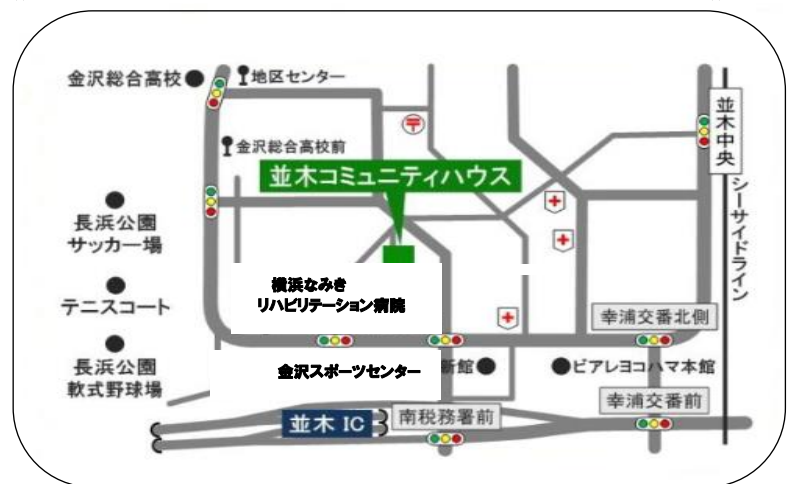 金沢総合高校
地区センター
金沢総合高校前
並木中央
並木コミュニティハウス
シーサイドライン
長浜公園
サッカー場
横浜なみき
リハビリテーション病院
テニスコート
幸浦交番北側
長浜公園
軟式野球場
金沢スポーツセンター
新館
ビアレヨコハマ本館
並木 IC
南税務署前
幸浦交番前